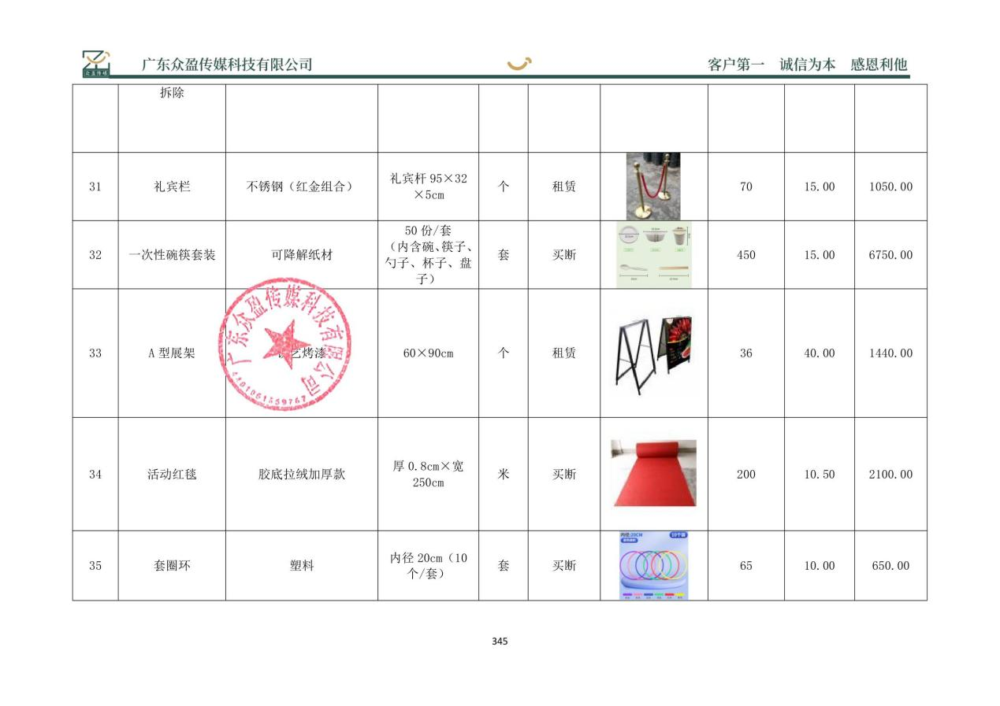 众盈传媒
广东众盈传媒科技有限公司
客户第一 诚信为本 感恩利他
拆除
31 礼宾栏 不锈钢（红金组合） 礼宾杆 95×32
×5cm 个 租赁 70 15.00 1050.00
32 一次性碗筷套装 可降解纸材 50 份/套
（内含碗、筷子、
勺子、杯子、盘
子） 套 买断 450 15.00 6750.00
33 A 型展架 艺烤漆 60×90cm 个 租赁 36 40.00 1440.00
广东众盈传媒科技有限公司
4401061559767
34 活动红毯 胶底拉绒加厚款 厚 0.8cm×宽
250cm 米 买断 200 10.50 2100.00
35 套圈环 塑料 内径 20cm（10
个/套） 套 买断 65 10.00 650.00
内径:20CM
10个装
345